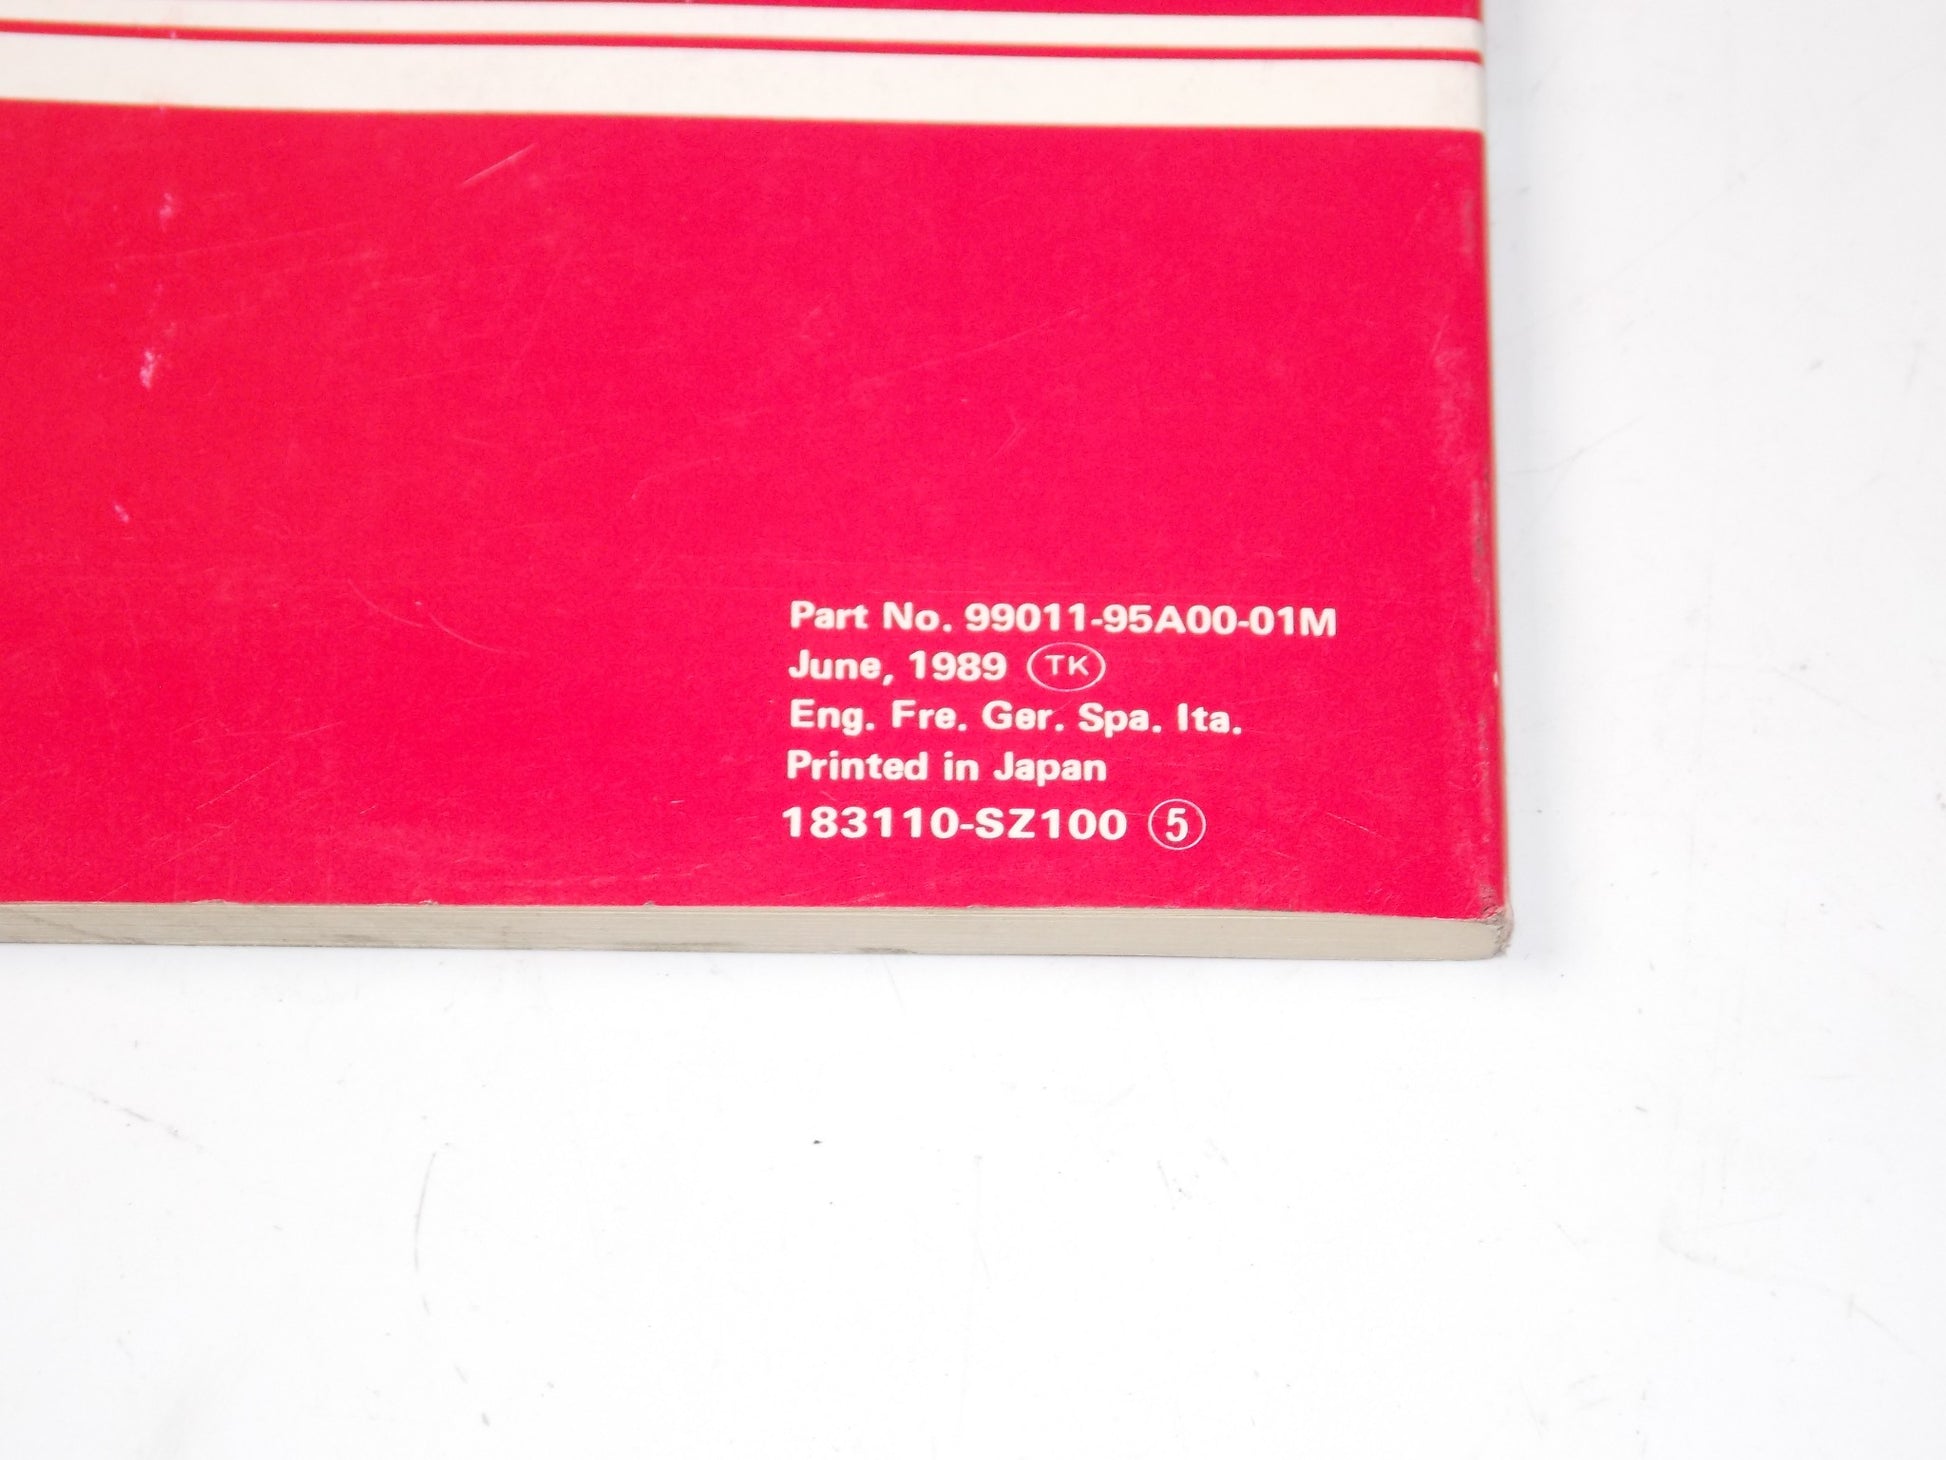 Part No. 99011-95A00-01M
June, 1989 TK
Eng. Fre. Ger. Spa. Ita.
Printed in Japan
183110-SZ100 5